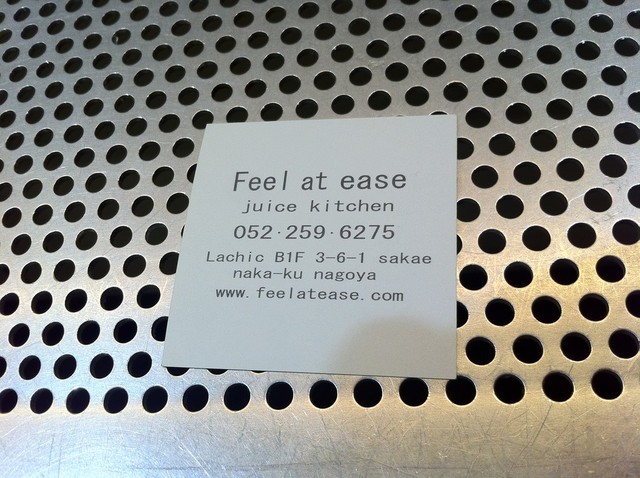 Feel at ease
juice kitchen
052·259·6275
Lachic B1F 3-6-1 sakae
naka-ku nagoya
www.feelatease.com